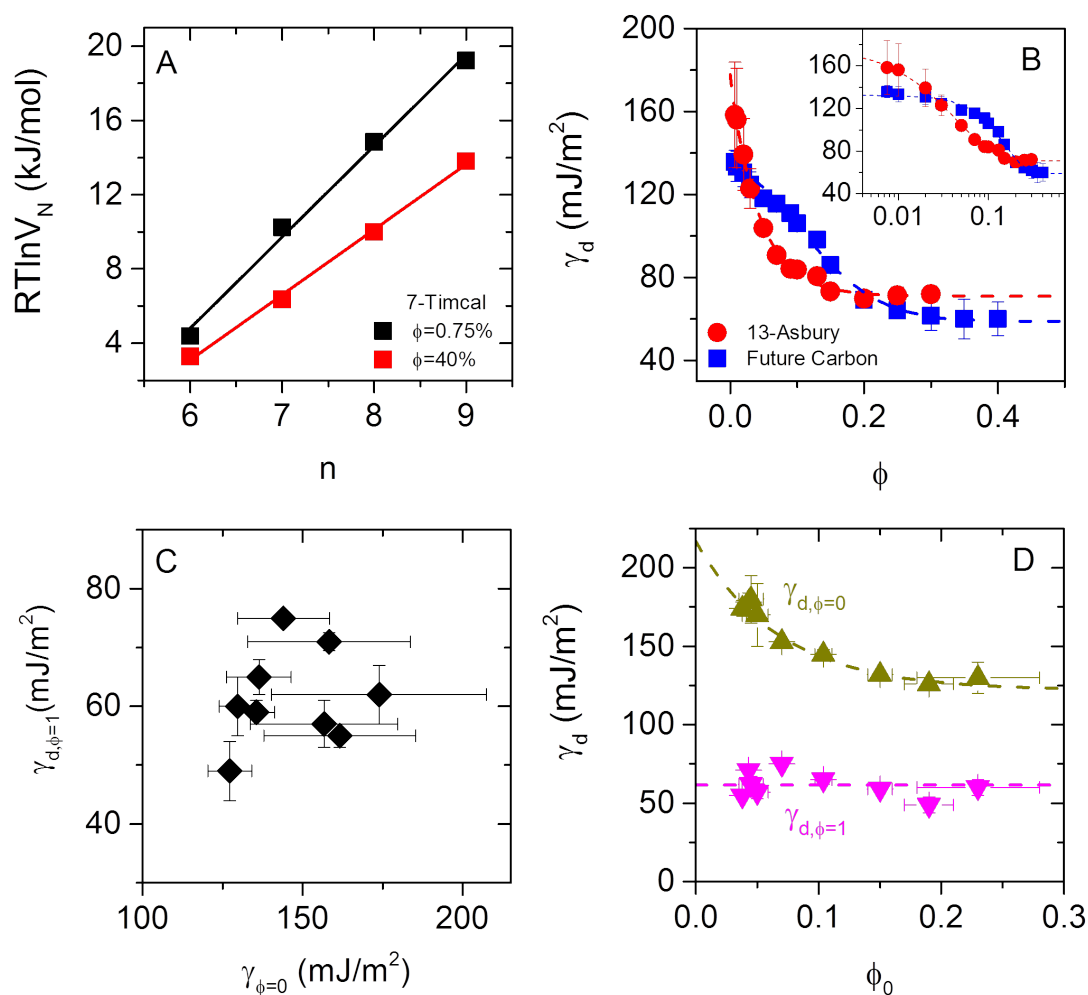 A
RTlnV_N (kJ/mol)
20
16
12
8
4
6
7
8
9
n
7-Timcal
ϕ=0.75%
ϕ=40%
B
γ_d (mJ/m²)
200
160
120
80
40
0.0
0.2
0.4
ϕ
13-Asbury
Future Carbon
160
120
80
40
0.01
0.1
C
γ_d,ϕ=1 (mJ/m²)
80
60
40
100
150
200
γ_ϕ=0 (mJ/m²)
D
γ_d (mJ/m²)
200
150
100
50
0
0.0
0.1
0.2
0.3
ϕ₀
γ_d,ϕ=0
γ_d,ϕ=1